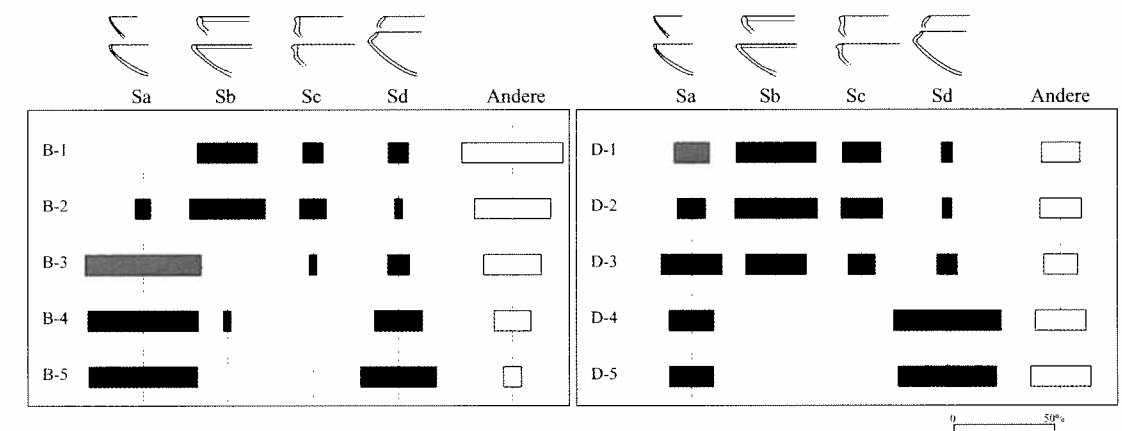 Sa Sb Sc Sd Andere
B-1
B-2
B-3
B-4
B-5
Sa Sb Sc Sd Andere
D-1
D-2
D-3
D-4
D-5
0 50%